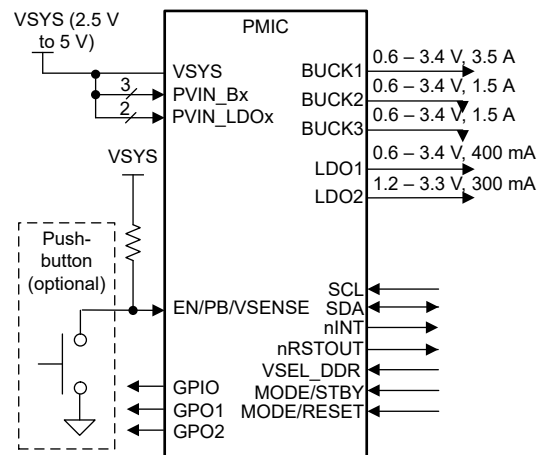 VSYS (2.5 V
to 5 V)
PMIC
VSYS
3
PVIN_Bx
2
PVIN_LDOx
BUCK1
0.6 – 3.4 V, 3.5 A
BUCK2
0.6 – 3.4 V, 1.5 A
BUCK3
0.6 – 3.4 V, 1.5 A
LDO1
0.6 – 3.4 V, 400 mA
LDO2
1.2 – 3.3 V, 300 mA
VSYS
Push-
button
(optional)
EN/PB/VSENSE
SCL
SDA
nINT
nRSTOUT
VSEL_DDR
MODE/STBY
MODE/RESET
GPIO
GPO1
GPO2